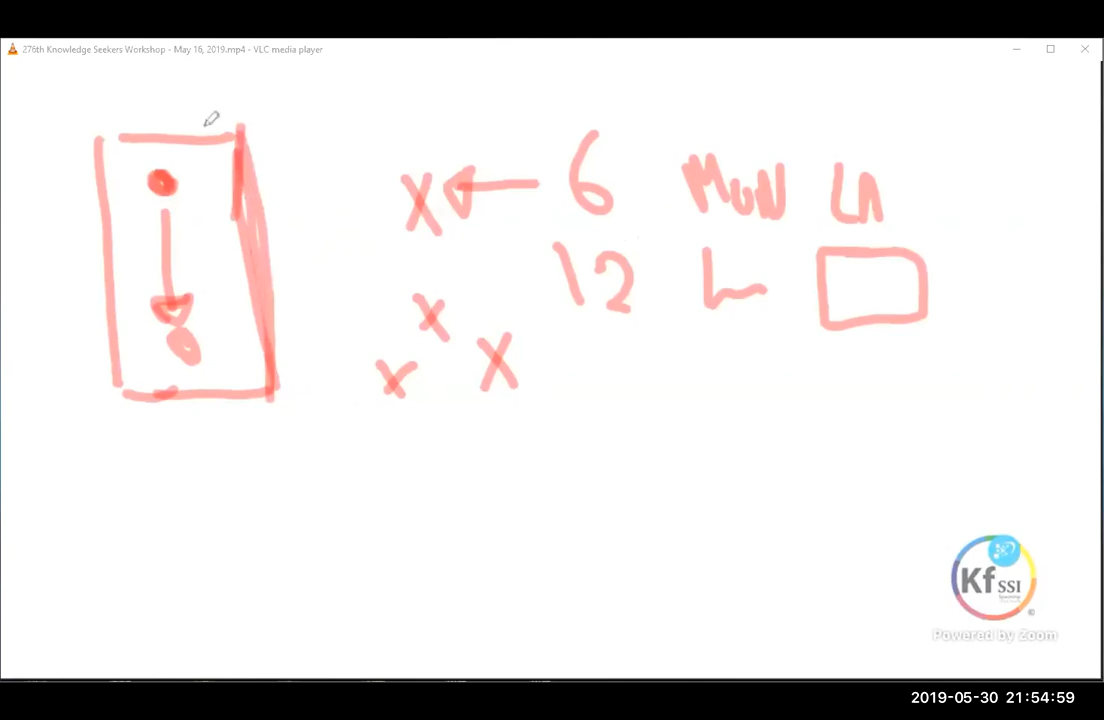 276th Knowledge Seekers Workshop - May 16, 2019.mp4 - VLC media player
X 6
12
X
X X
Kf SSI
Powered by Zoom
2019-05-30 21:54:59